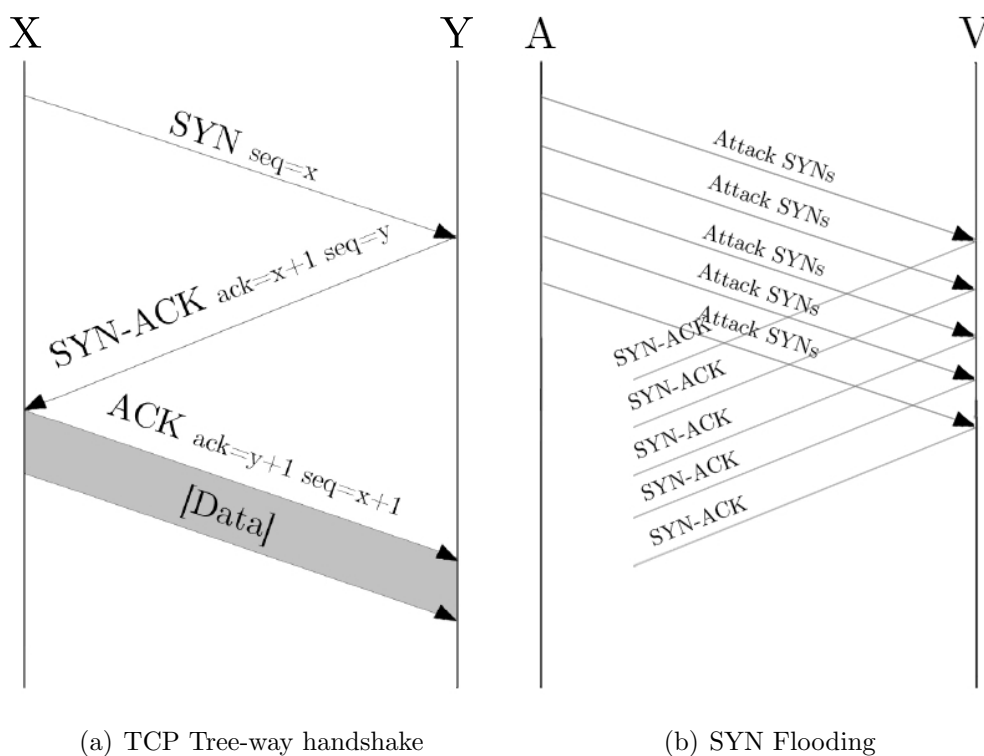 X
Y
SYN seq=x
SYN-ACK ack=x+1 seq=y
ACK ack=y+1 seq=x+1
[Data]
(a) TCP Tree-way handshake
A
V
Attack SYNs
Attack SYNs
Attack SYNs
Attack SYNs
Attack SYNs
SYN-ACK
SYN-ACK
SYN-ACK
SYN-ACK
SYN-ACK
(b) SYN Flooding